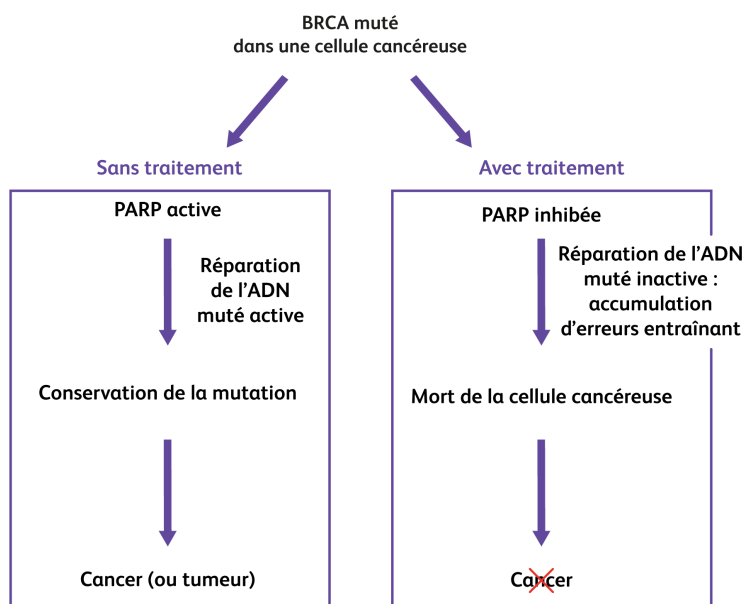 BRCA muté
dans une cellule cancéreuse
Sans traitement
PARP active
Réparation
de l'ADN
muté active
Conservation de la mutation
Cancer (ou tumeur)
Avec traitement
PARP inhibée
Réparation de l'ADN
muté inactive :
accumulation
d'erreurs entraînant
Mort de la cellule cancéreuse
Cancer